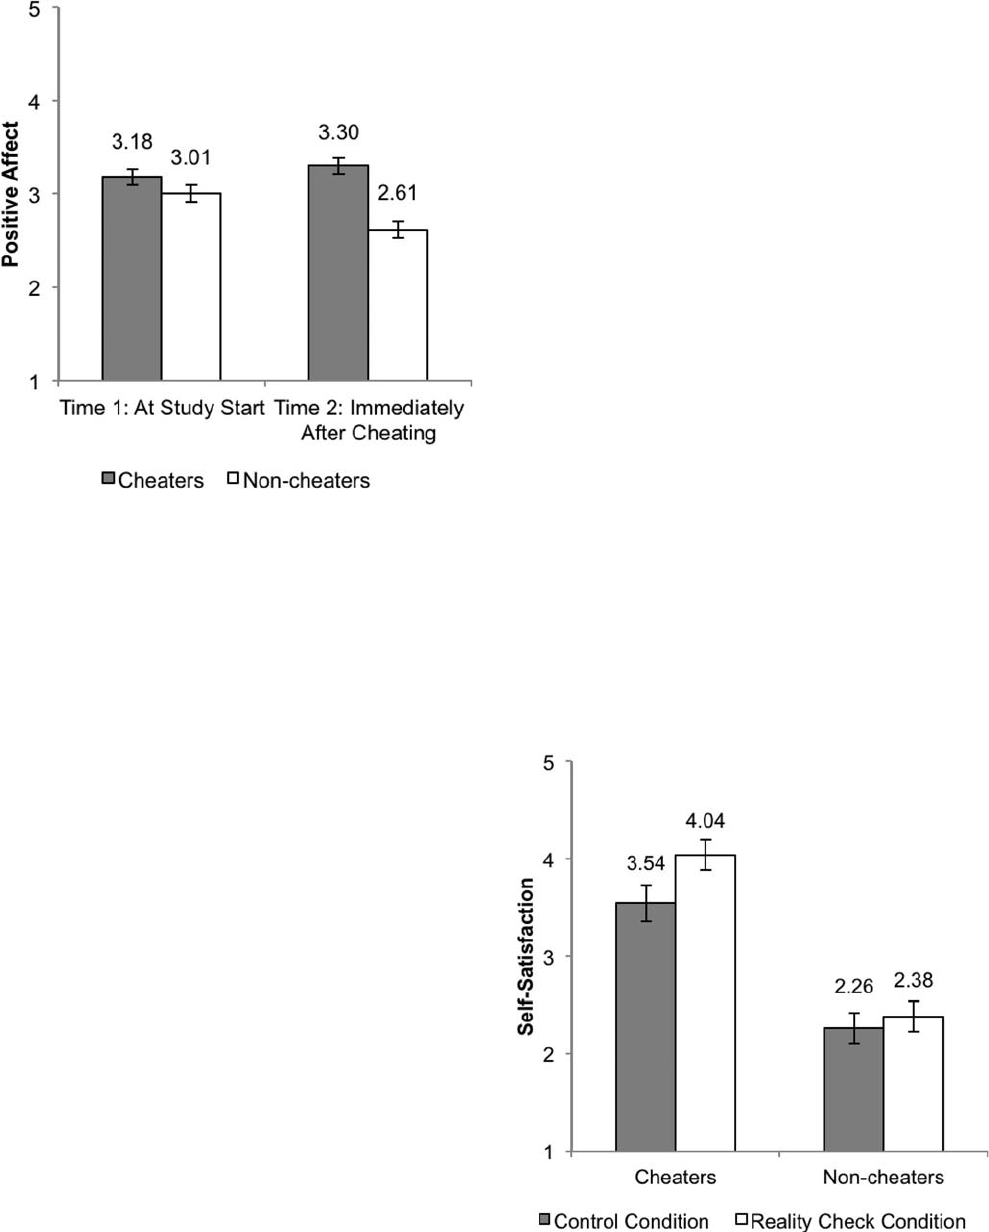 5
4
3
2
1
Positive Affect
3.18
3.01
3.30
2.61
Time 1: At Study Start Time 2: Immediately
After Cheating
Cheaters Non-cheaters
5
4
3
2
1
Self-Satisfaction
3.54
4.04
2.26
2.38
Cheaters Non-cheaters
Control Condition Reality Check Condition